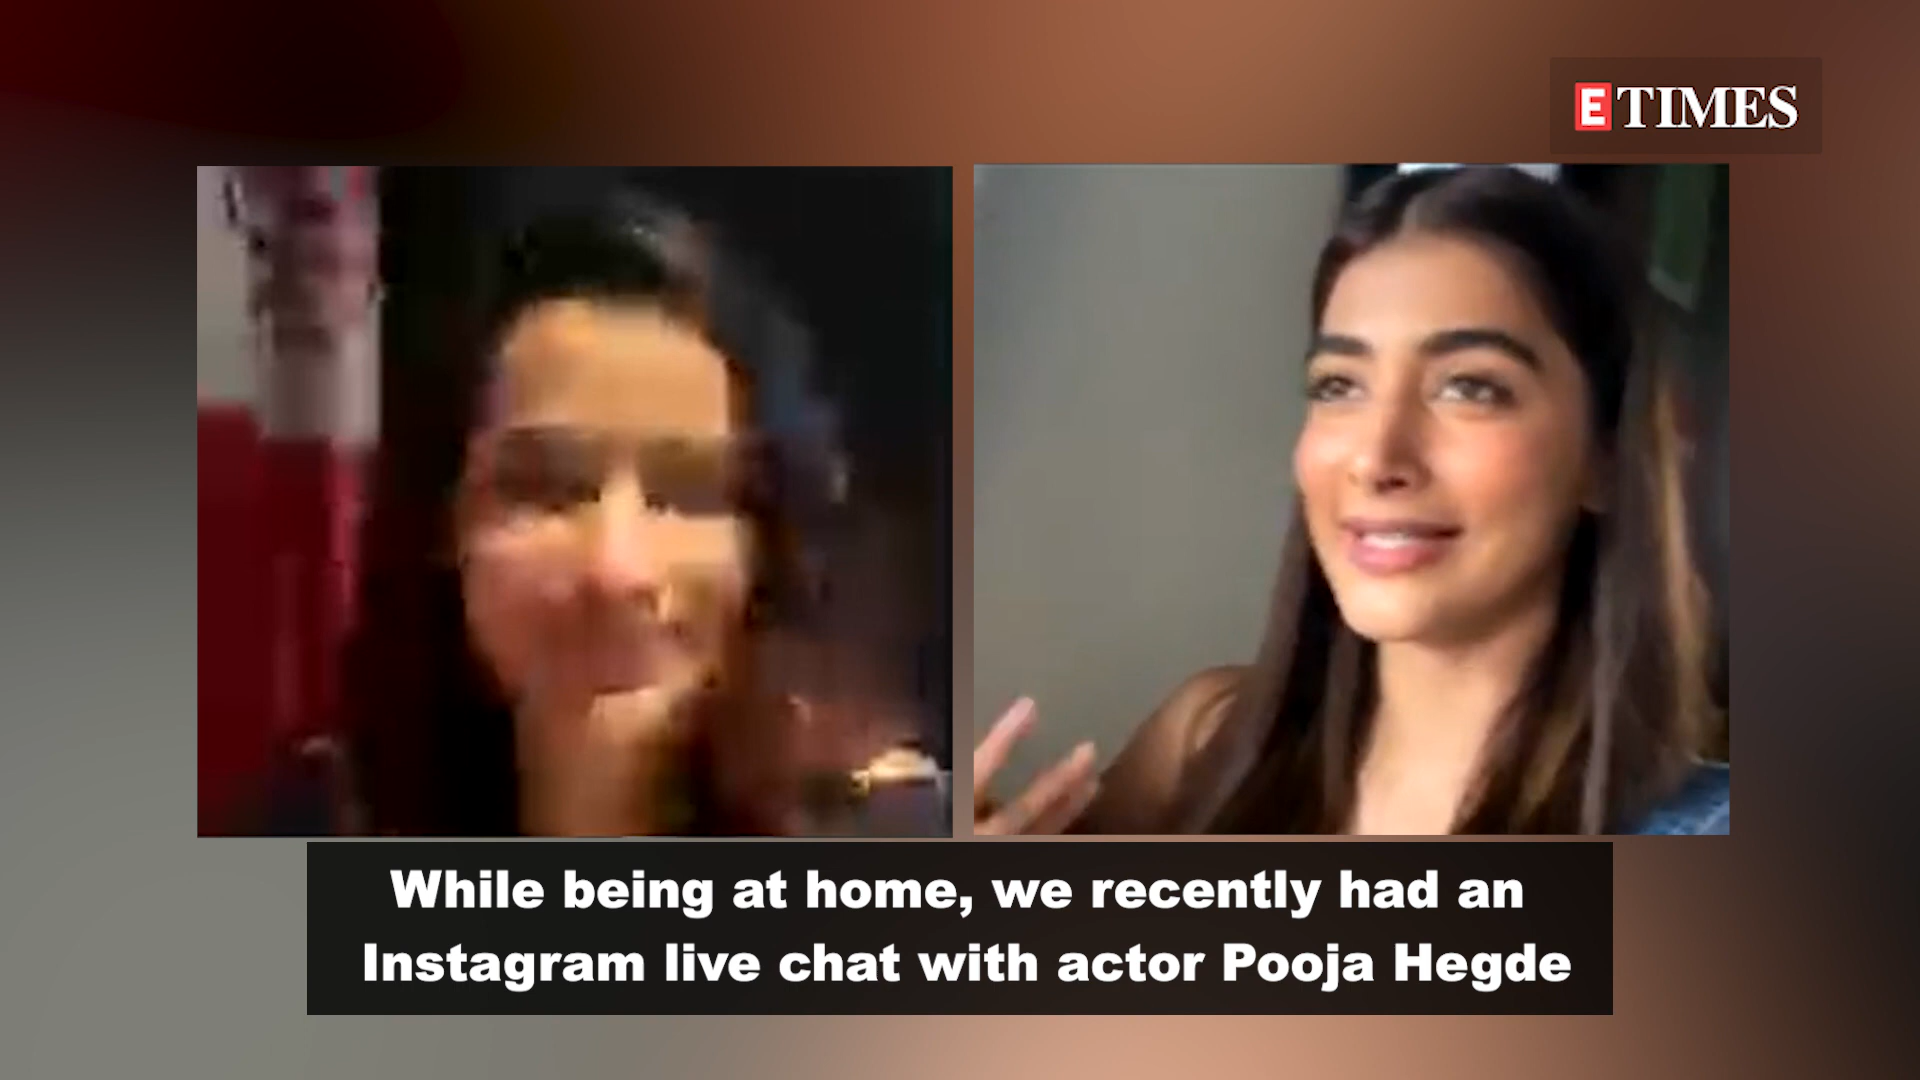 ETIMES
While being at home, we recently had an
Instagram live chat with actor Pooja Hegde